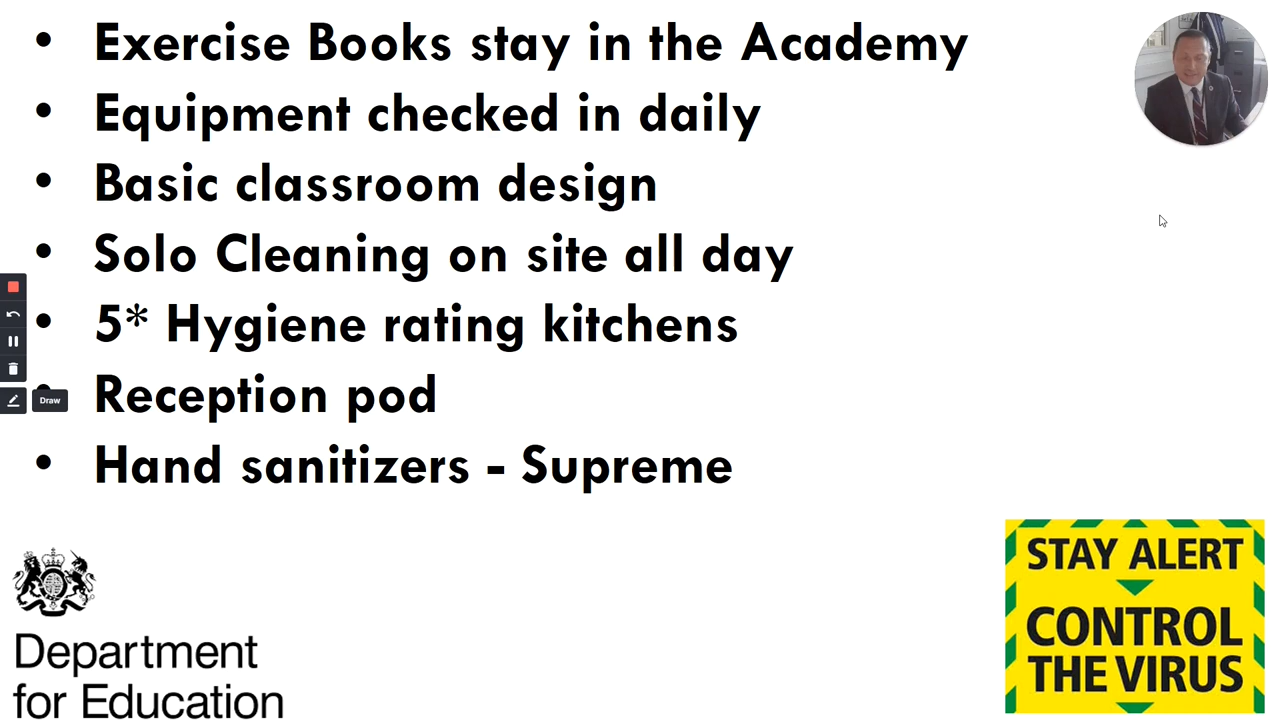 • Exercise Books stay in the Academy
• Equipment checked in daily
• Basic classroom design
• Solo Cleaning on site all day
• 5* Hygiene rating kitchens
• Reception pod
Draw
• Hand sanitizers - Supreme
Department
for Education
STAY ALERT
CONTROL
THE VIRUS